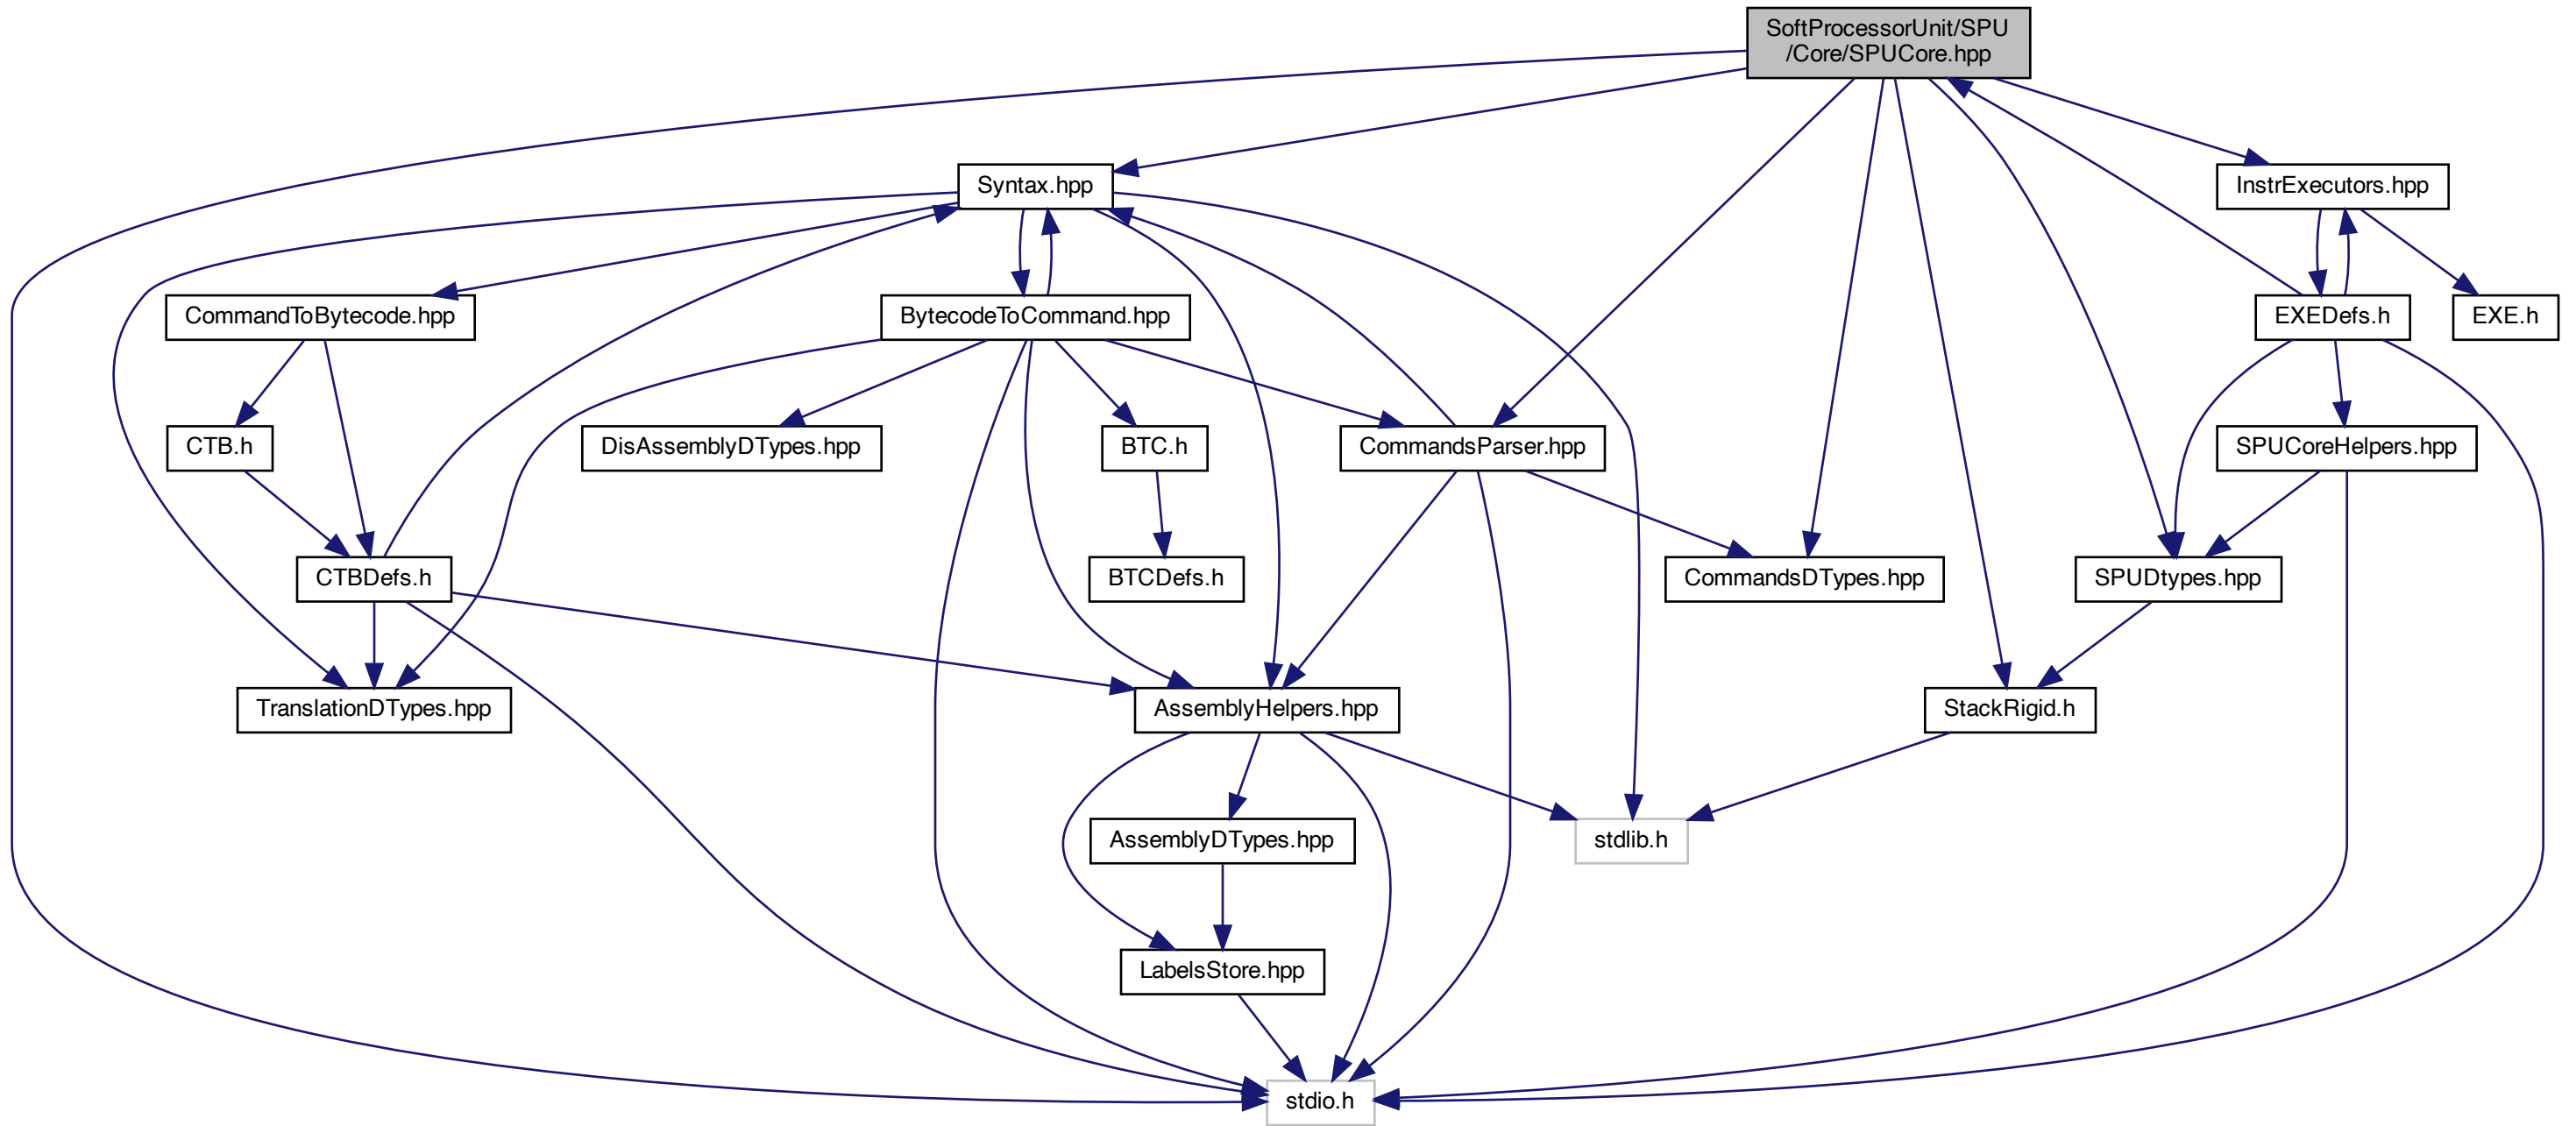 SoftProcessorUnit/SPU
/Core/SPUCore.hpp
Syntax.hpp
InstrExecutors.hpp
CommandToBytecode.hpp
BytecodeToCommand.hpp
EXEDefs.h
EXE.h
CTB.h
DisAssemblyDTypes.hpp
BTC.h
CommandsParser.hpp
SPUCoreHelpers.hpp
CTBDefs.h
BTCDefs.h
CommandsDTypes.hpp
SPUDtypes.hpp
TranslationDTypes.hpp
AssemblyHelpers.hpp
StackRigid.h
AssemblyDTypes.hpp
stdlib.h
LabelsStore.hpp
stdio.h